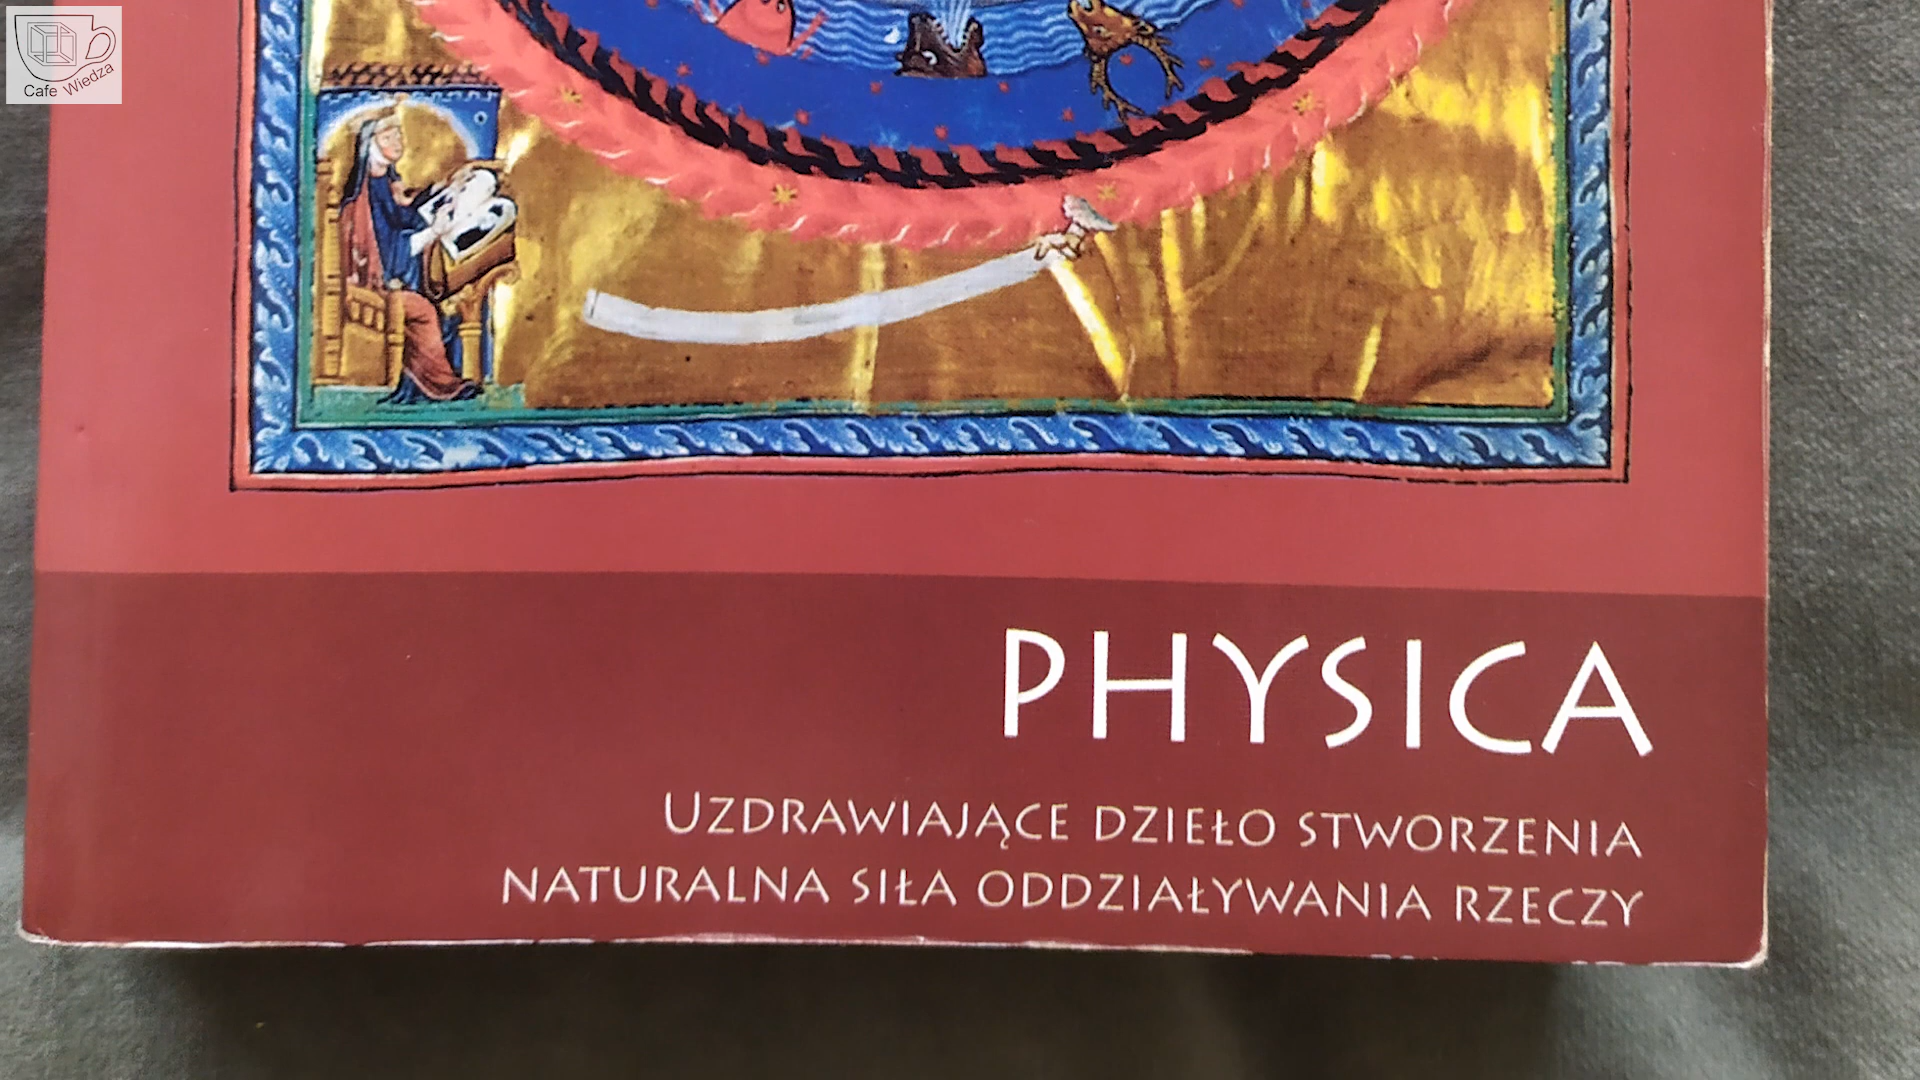 Cafe Wiedza
PHYSICA
UZDRAWIAJĄCE DZIEŁO STWORZENIA
NATURALNA SIŁA ODDZIAŁYWANIA RZECZY